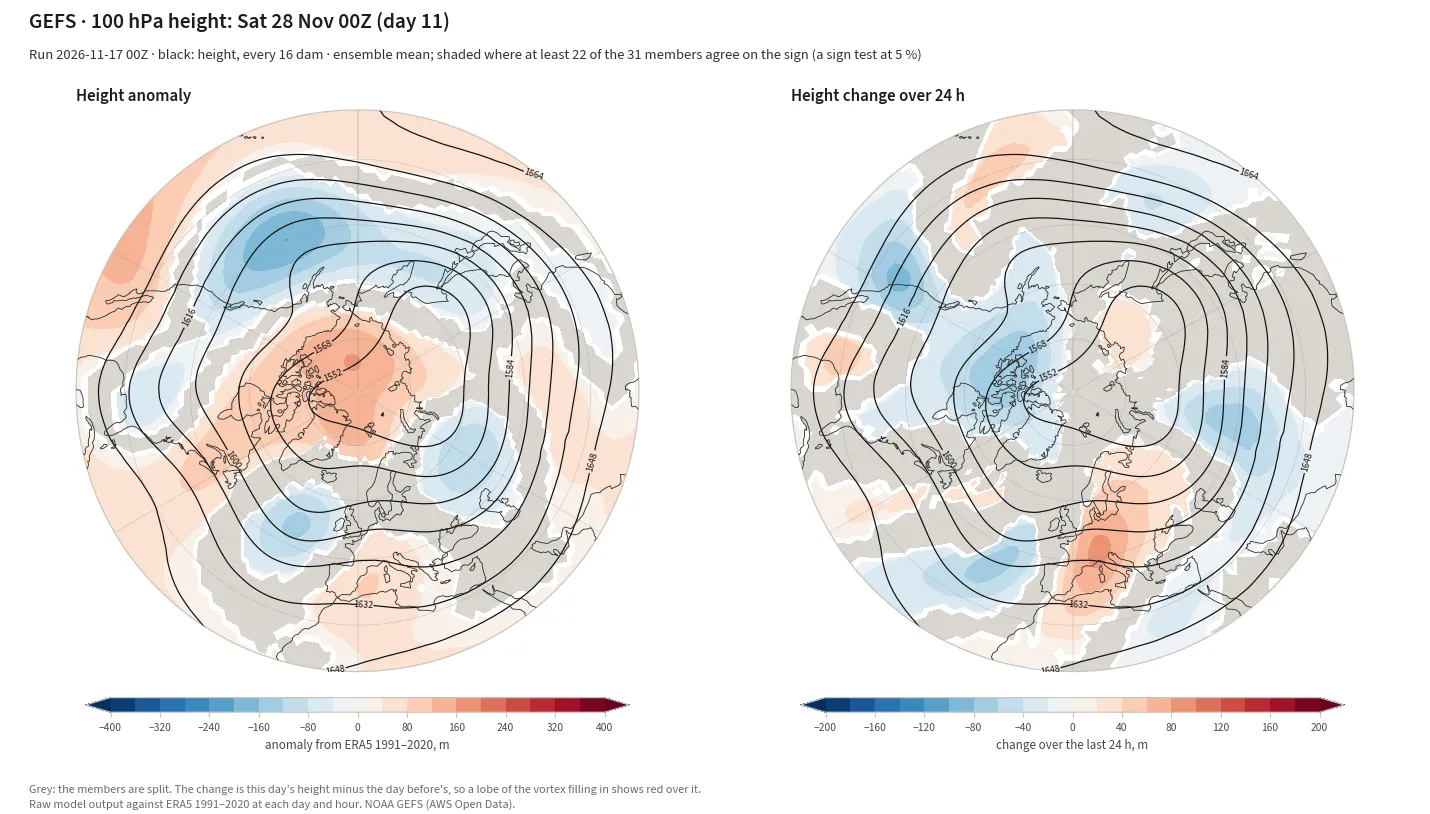 GEFS · 100 hPa height: Sat 28 Nov 00Z (day 11)
Run 2026-11-17 00Z · black: height, every 16 dam · ensemble mean; shaded where at least 22 of the 31 members agree on the sign (a sign test at 5 %)
Height anomaly
Height change over 24 h
1664
1616
1568
1552
1584
1600
1648
1632
1648
1664
1616
1568
1552
1584
1600
1648
1632
1648
−400 −320 −240 −160 −80 0 80 160 240 320 400
anomaly from ERA5 1991–2020, m
−200 −160 −120 −80 −40 0 40 80 120 160 200
change over the last 24 h, m
Grey: the members are split. The change is this day's height minus the day before's, so a lobe of the vortex filling in shows red over it.
Raw model output against ERA5 1991–2020 at each day and hour. NOAA GEFS (AWS Open Data).